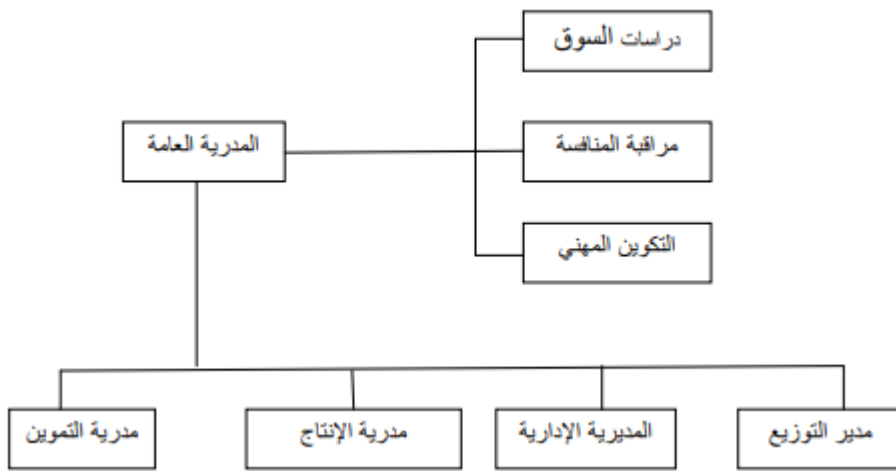 دراسات السوق
المدرية العامة
مراقبة المنافسة
التكوين المهني
مدير التوزيع
المديرية الإدارية
مدرية الإنتاج
مدرية التموين